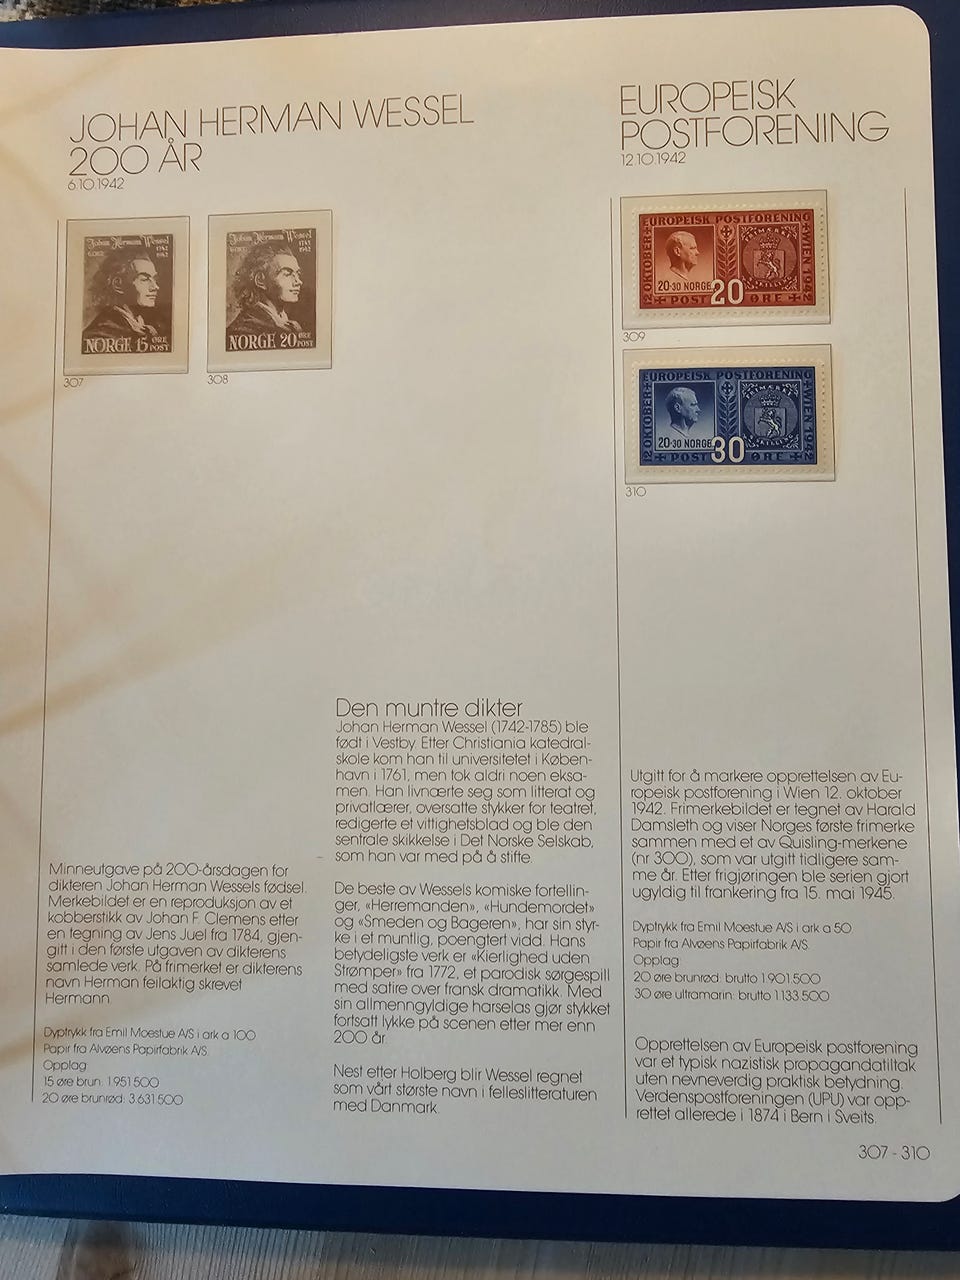 JOHAN HERMAN WESSEL
200 ÅR
6.10.1942
Johan Herman Wessel
1742
1942
NORGE 15 ØRE
POST
307
Johan Herman Wessel
1942
NORGE 20 ØRE
POST
308
Minneutgave på 200-årsdagen for
dikteren Johan Herman Wessels fødsel.
Merkebildet er en reproduksjon av et
kobberstikk av Johan F. Clemens etter
en tegning av Jens Juel fra 1784, gjen-
gitt i den første utgaven av dikterens
samlede verk. På frimerket er dikterens
navn Herman feilaktig skrevet
Hermann.
Dyptrykk fra Emil Moestue A/S i ark a 100
Papir fra Alvøens Papirfabrik A/S
Opplag:
15 øre brun: 1 951 500
20 øre brunrød: 3 631 500
Den muntre dikter
Johan Herman Wessel (1742-1785) ble
født i Vestby. Etter Christiania katedral-
skole kom han til universitetet i Køben-
havn i 1761, men tok aldri noen eksa-
men. Han livnærte seg som litterat og
privatlærer, oversatte stykker for teatret,
redigerte et vittighetsblad og ble den
sentrale skikkelse i Det Norske Selskab,
som han var med på å stifte.
De beste av Wessels komiske fortellin-
ger, «Herremanden», «Hundemordet»
og «Smeden og Bageren», har sin styr-
ke i et muntlig, poengtert vidd. Hans
betydeligste verk er «Kierlighed uden
Strømper» fra 1772, et parodisk sørgespill
med satire over fransk dramatikk. Med
sin allmenngyldige harselas gjør stykket
fortsatt lykke på scenen etter mer enn
200 år.
Nest etter Holberg blir Wessel regnet
som vårt største navn i felleslitteraturen
med Danmark.
EUROPEISK
POSTFORENING
12.10.1942
EUROPEISK POSTFORENING
12 OKTOBER
WIEN 1942
FRIMÆRKE
SKILLING
20-30 NORGE
POST 20 ØRE
309
EUROPEISK POSTFORENING
12 OKTOBER
WIEN 1942
FRIMÆRKE
SKILLING
20-30 NORGE
POST 30 ØRE
310
Utgitt for å markere opprettelsen av Eu-
ropeisk postforening i Wien 12. oktober
1942. Frimerkebildet er tegnet av Harald
Damsleth og viser Norges første frimerke
sammen med et av Quisling-merkene
(nr 300), som var utgitt tidligere sam-
me år. Etter frigjøringen ble serien gjort
ugyldig til frankering fra 15. mai 1945.
Dyptrykk fra Emil Moestue A/S i ark a 50
Papir fra Alvøens Papirfabrik A/S
Opplag:
20 øre brunrød: brutto 1 901 500
30 øre ultramarin: brutto 1 133 500
Opprettelsen av Europeisk postforening
var et typisk nazistisk propagandatiltak
uten nevneverdig praktisk betydning.
Verdenspostforeningen (UPU) var opp-
rettet allerede i 1874 i Bern i Sveits.
307 - 310